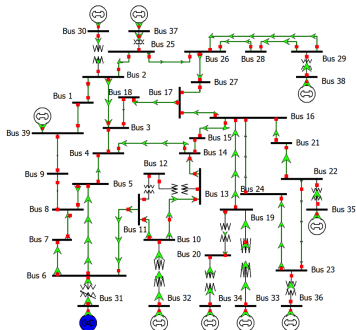 Bus 30
Bus 37
Bus 25
Bus 26
Bus 28
Bus 29
Bus 2
Bus 27
Bus 38
Bus 1
Bus 18
Bus 17
Bus 39
Bus 3
Bus 16
Bus 15
Bus 4
Bus 14
Bus 21
Bus 9
Bus 12
Bus 22
Bus 5
Bus 13
Bus 24
Bus 8
Bus 11
Bus 19
Bus 35
Bus 7
Bus 10
Bus 20
Bus 6
Bus 23
Bus 31
Bus 32
Bus 34
Bus 33
Bus 36